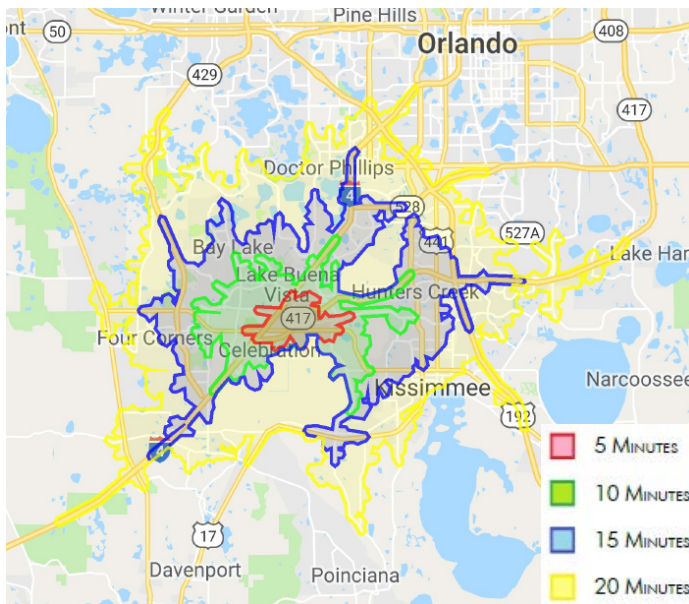 Winter Garden
Pine Hills
50
Orlando
408
429
417
Doctor Phillips
4
528
Bay Lake
441
527A
Lake Har
Lake Buena
Vista
Hunters Creek
417
Four Corners
Celebration
Kissimmee
Narcoossee
192
17
Davenport
Poinciana
5 MINUTES
10 MINUTES
15 MINUTES
20 MINUTES